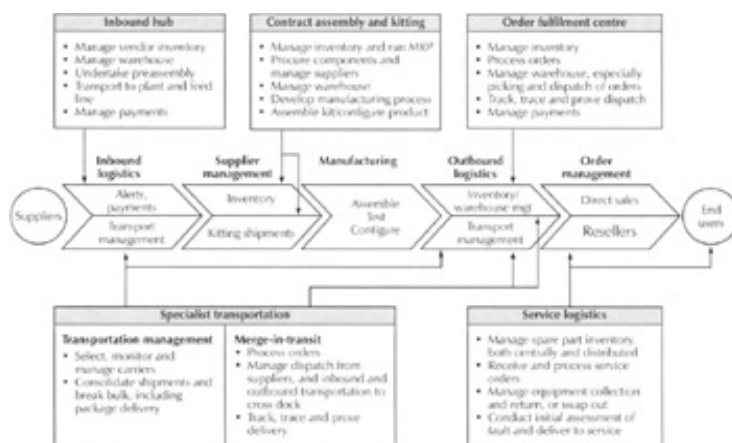 Inbound hub
• Manage vendor inventory
• Manage warehouse
• Undertake preassembly
• Transport to plant and feed
line
• Manage payments
Contract assembly and kitting
• Manage inventory and run MRP
• Procure components and
manage suppliers
• Manage warehouse
• Develop manufacturing process
• Assemble kit/configure product
Order fulfilment centre
• Manage inventory
• Process orders
• Manage warehouse, especially
picking and dispatch of orders
• Track, trace and prove dispatch
• Manage payments
Inbound
logistics
Supplier
management
Manufacturing
Outbound
logistics
Order
management
Suppliers
Alerts,
payments
Transport
management
Inventory
Kitting shipments
Assemble
Test
Configure
Inventory/
warehouse mgt
Transport
management
Direct sales
Resellers
End
users
Specialist transportation
Transportation management
• Select, monitor and
manage carriers
• Consolidate shipments and
break bulk, including
package delivery
Merge-in-transit
• Process orders
• Manage dispatch from
suppliers, and inbound and
outbound transportation to
cross dock
• Track, trace and prove
delivery
Service logistics
• Manage spare part inventory,
both centrally and distributed
• Receive and process service
orders
• Manage equipment collection
and return, or swap out
• Conduct initial assessment of
fault and deliver to service